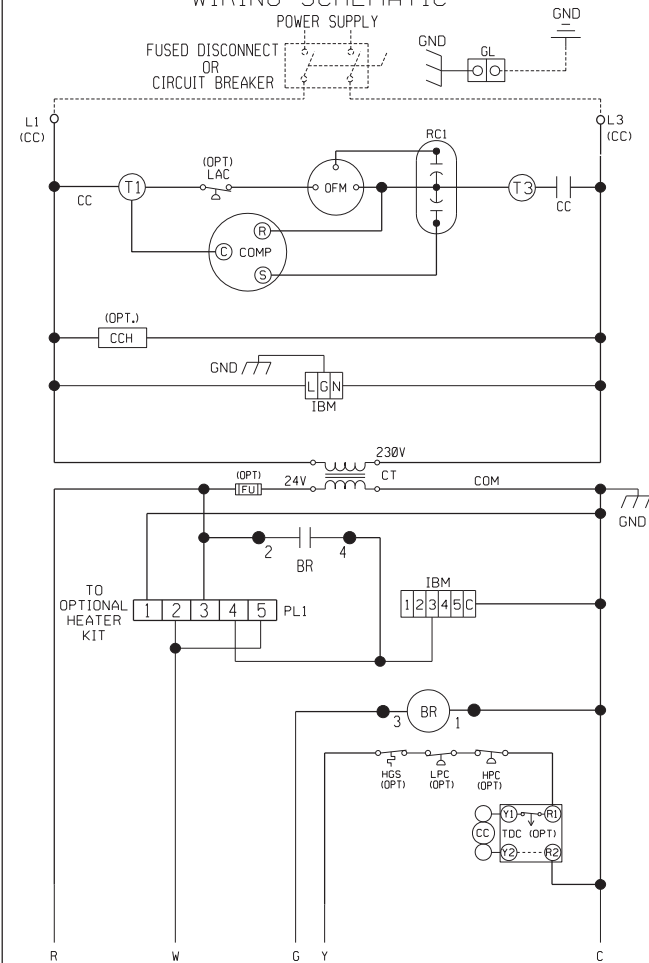 WIRING SCHEMATIC
POWER SUPPLY
GND
FUSED DISCONNECT
OR
CIRCUIT BREAKER
GND
GL
L1
(CC)
L3
(CC)
RC1
(OPT)
LAC
CC
T1
OFM
T3
CC
R
C
COMP
S
(OPT.)
CCH
GND
L G N
IBM
230V
CT
(OPT)
FU
24V
COM
GND
2
4
BR
TO
OPTIONAL
HEATER
KIT
1 2 3 4 5
PL1
IBM
1 2 3 4 5 C
3
BR
1
HGS
(OPT)
LPC
(OPT)
HPC
(OPT)
Y1
R1
CC
TDC (OPT)
Y2
R2
R
W
G
Y
C